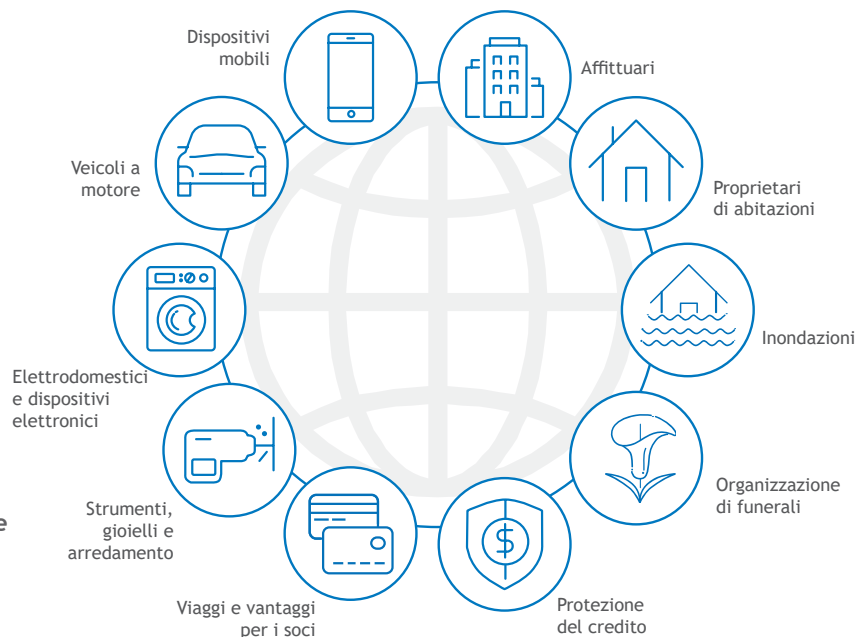 Dispositivi
mobili
Affittuari
Veicoli a
motore
Proprietari
di abitazioni
Inondazioni
Elettrodomestici
e dispositivi
elettronici
Organizzazione
di funerali
Strumenti,
gioielli e
arredamento
e
Viaggi e vantaggi
per i soci
Protezione
del credito
$